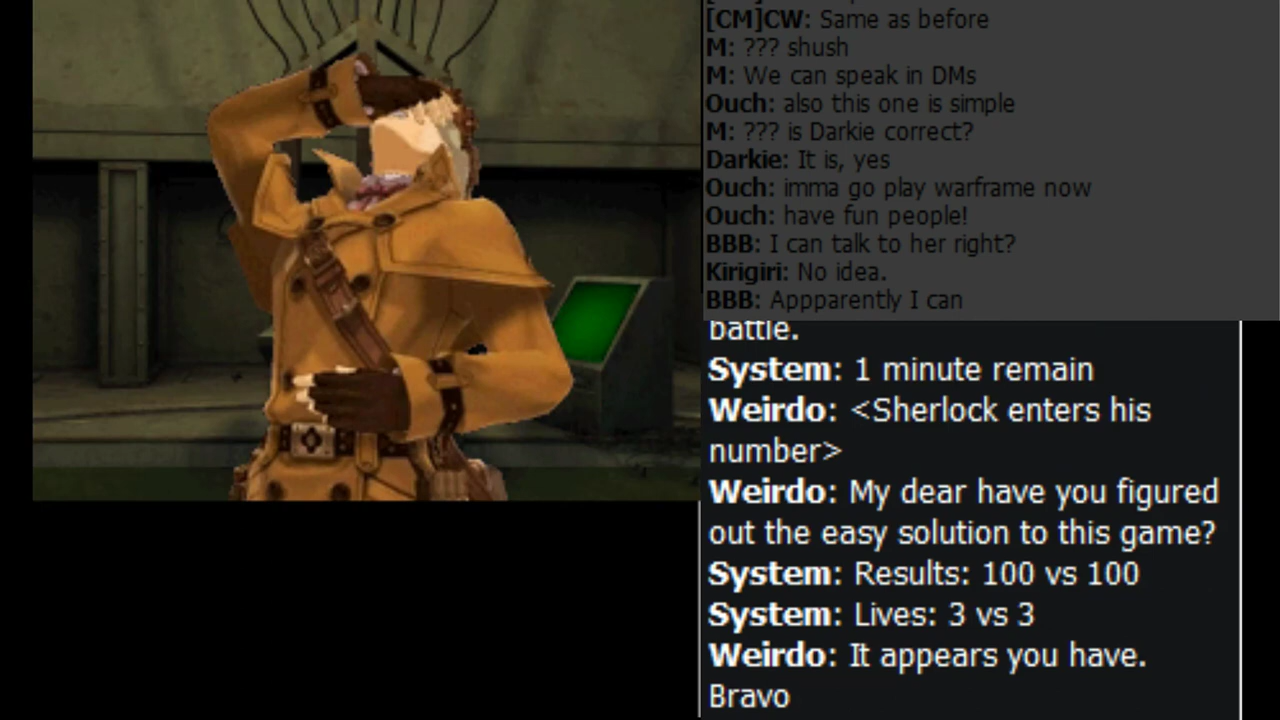 [CM]CW: Same as before
M: ??? shush
M: We can speak in DMs
Ouch: also this one is simple
M: ??? is Darkie correct?
Darkie: It is, yes
Ouch: imma go play warframe now
Ouch: have fun people!
BBB: I can talk to her right?
Kirigiri: No idea.
BBB: Appparently I can
battle.
System: 1 minute remain
Weirdo: <Sherlock enters his
number>
Weirdo: My dear have you figured
out the easy solution to this game?
System: Results: 100 vs 100
System: Lives: 3 vs 3
Weirdo: It appears you have.
Bravo